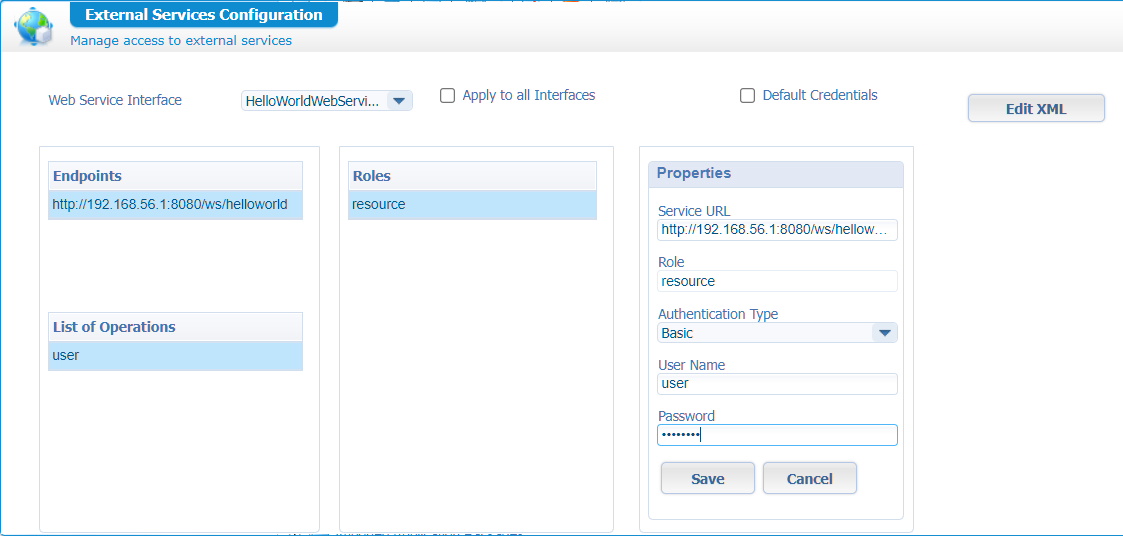 External Services Configuration
Manage access to external services
Web Service Interface
HelloWorldWebServi...
Apply to all Interfaces
Default Credentials
Edit XML
Endpoints
http://192.168.56.1:8080/ws/helloworld
List of Operations
user
Roles
resource
Properties
Service URL
http://192.168.56.1:8080/ws/hellow...
Role
resource
Authentication Type
Basic
User Name
user
Password
••••••••
Save
Cancel